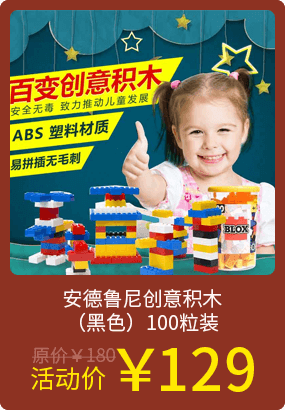 百变创意积木
安全无毒 致力推动儿童发展
ABS 塑料材质
易拼插无毛刺
BLOX
安德鲁尼创意积木
（黑色）100粒装
原价￥180
活动价￥129